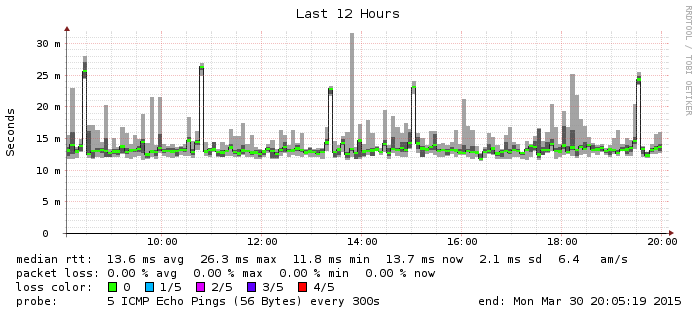 Last 12 Hours
RRDTOOL / TOBI OETIKER
Seconds
30 m
25 m
20 m
15 m
10 m
5 m
0
10:00 12:00 14:00 16:00 18:00 20:00
median rtt: 13.6 ms avg 26.3 ms max 11.8 ms min 13.7 ms now 2.1 ms sd 6.4 am/s
packet loss: 0.00 % avg 0.00 % max 0.00 % min 0.00 % now
loss color: 0 1/5 2/5 3/5 4/5
probe: 5 ICMP Echo Pings (56 Bytes) every 300s end: Mon Mar 30 20:05:19 2015